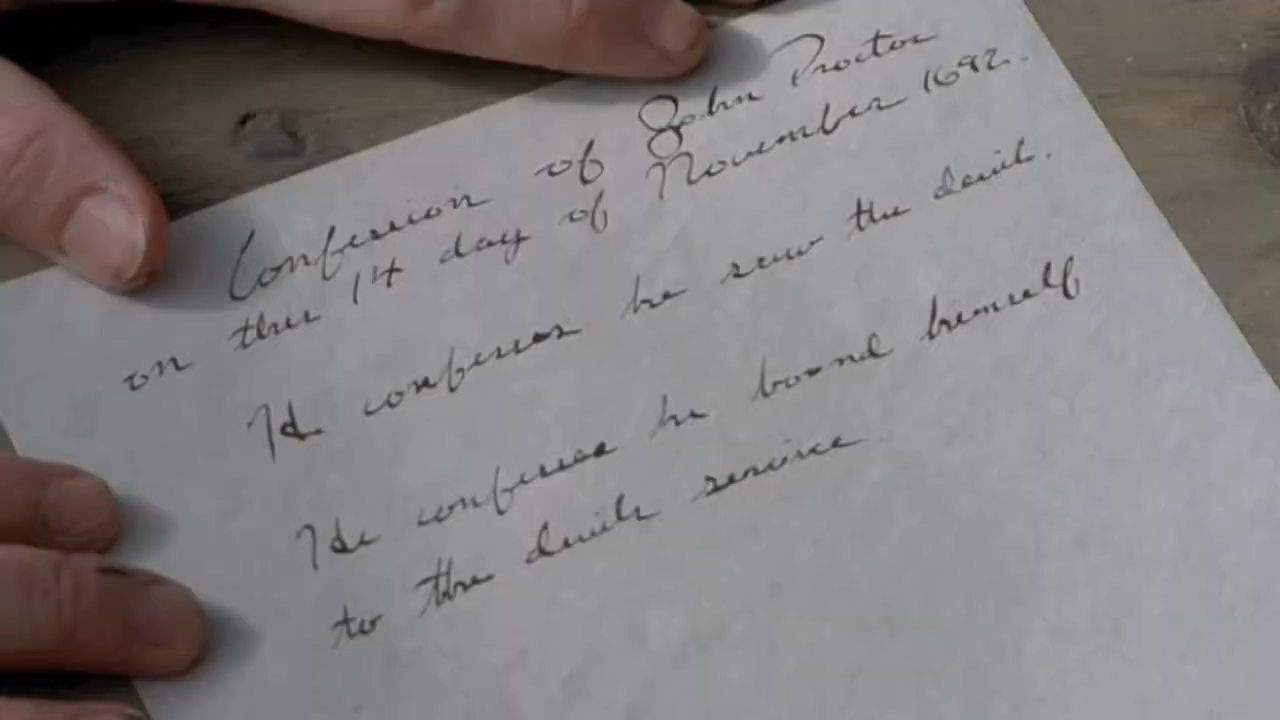 Confession of John Proctor
on this 14 day of November 1692.
He confesses he saw the devil.
He confesses he bound himself
to the devils service